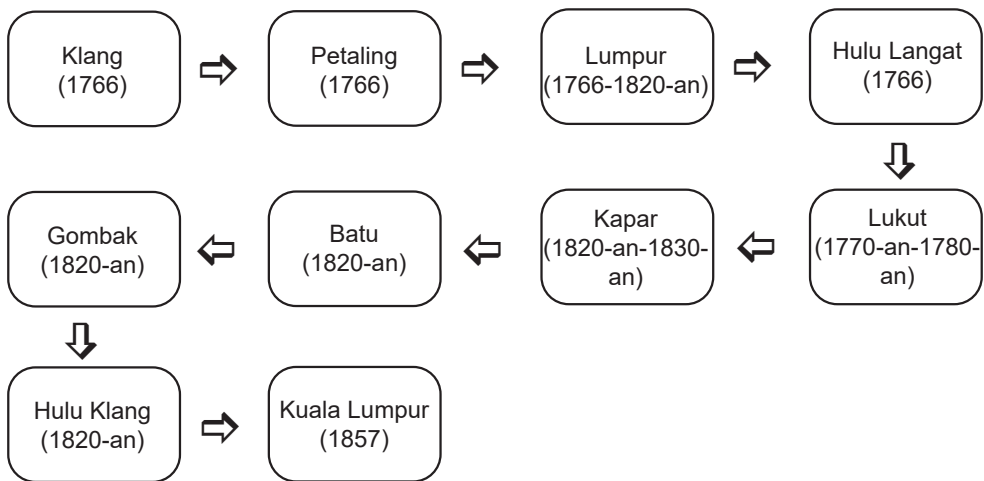 Klang
(1766)
Petaling
(1766)
Lumpur
(1766-1820-an)
Hulu Langat
(1766)
Lukut
(1770-an-1780-
an)
Kapar
(1820-an-1830-
an)
Batu
(1820-an)
Gombak
(1820-an)
Hulu Klang
(1820-an)
Kuala Lumpur
(1857)